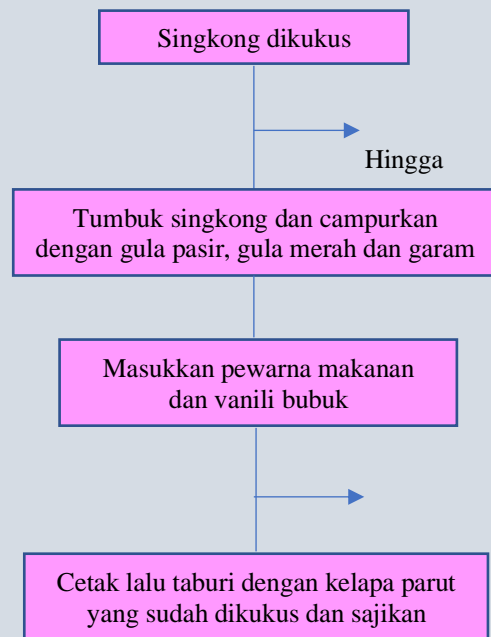 Singkong dikukus
Hingga
Tumbuk singkong dan campurkan
dengan gula pasir, gula merah dan garam
Masukkan pewarna makanan
dan vanili bubuk
Cetak lalu taburi dengan kelapa parut
yang sudah dikukus dan sajikan